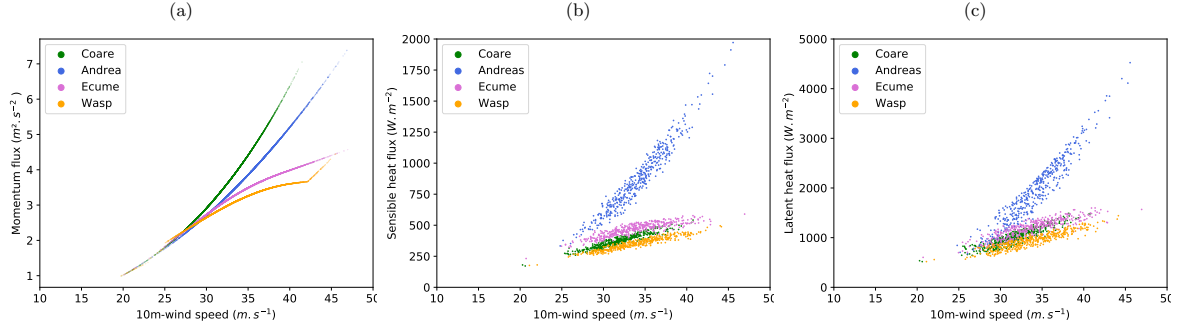 (a)
(b)
(c)
7
6
5
4
3
2
1
Momentum flux (m².s⁻²)
Coare
Andrea
Ecume
Wasp
10 15 20 25 30 35 40 45 50
10m-wind speed (m.s⁻¹)
2000
1750
1500
1250
1000
750
500
250
0
Sensible heat flux (W.m⁻²)
Coare
Andreas
Ecume
Wasp
10 15 20 25 30 35 40 45 50
10m-wind speed (m.s⁻¹)
5000
4000
3000
2000
1000
0
Latent heat flux (W.m⁻²)
Coare
Andreas
Ecume
Wasp
10 15 20 25 30 35 40 45 50
10m-wind speed (m.s⁻¹)